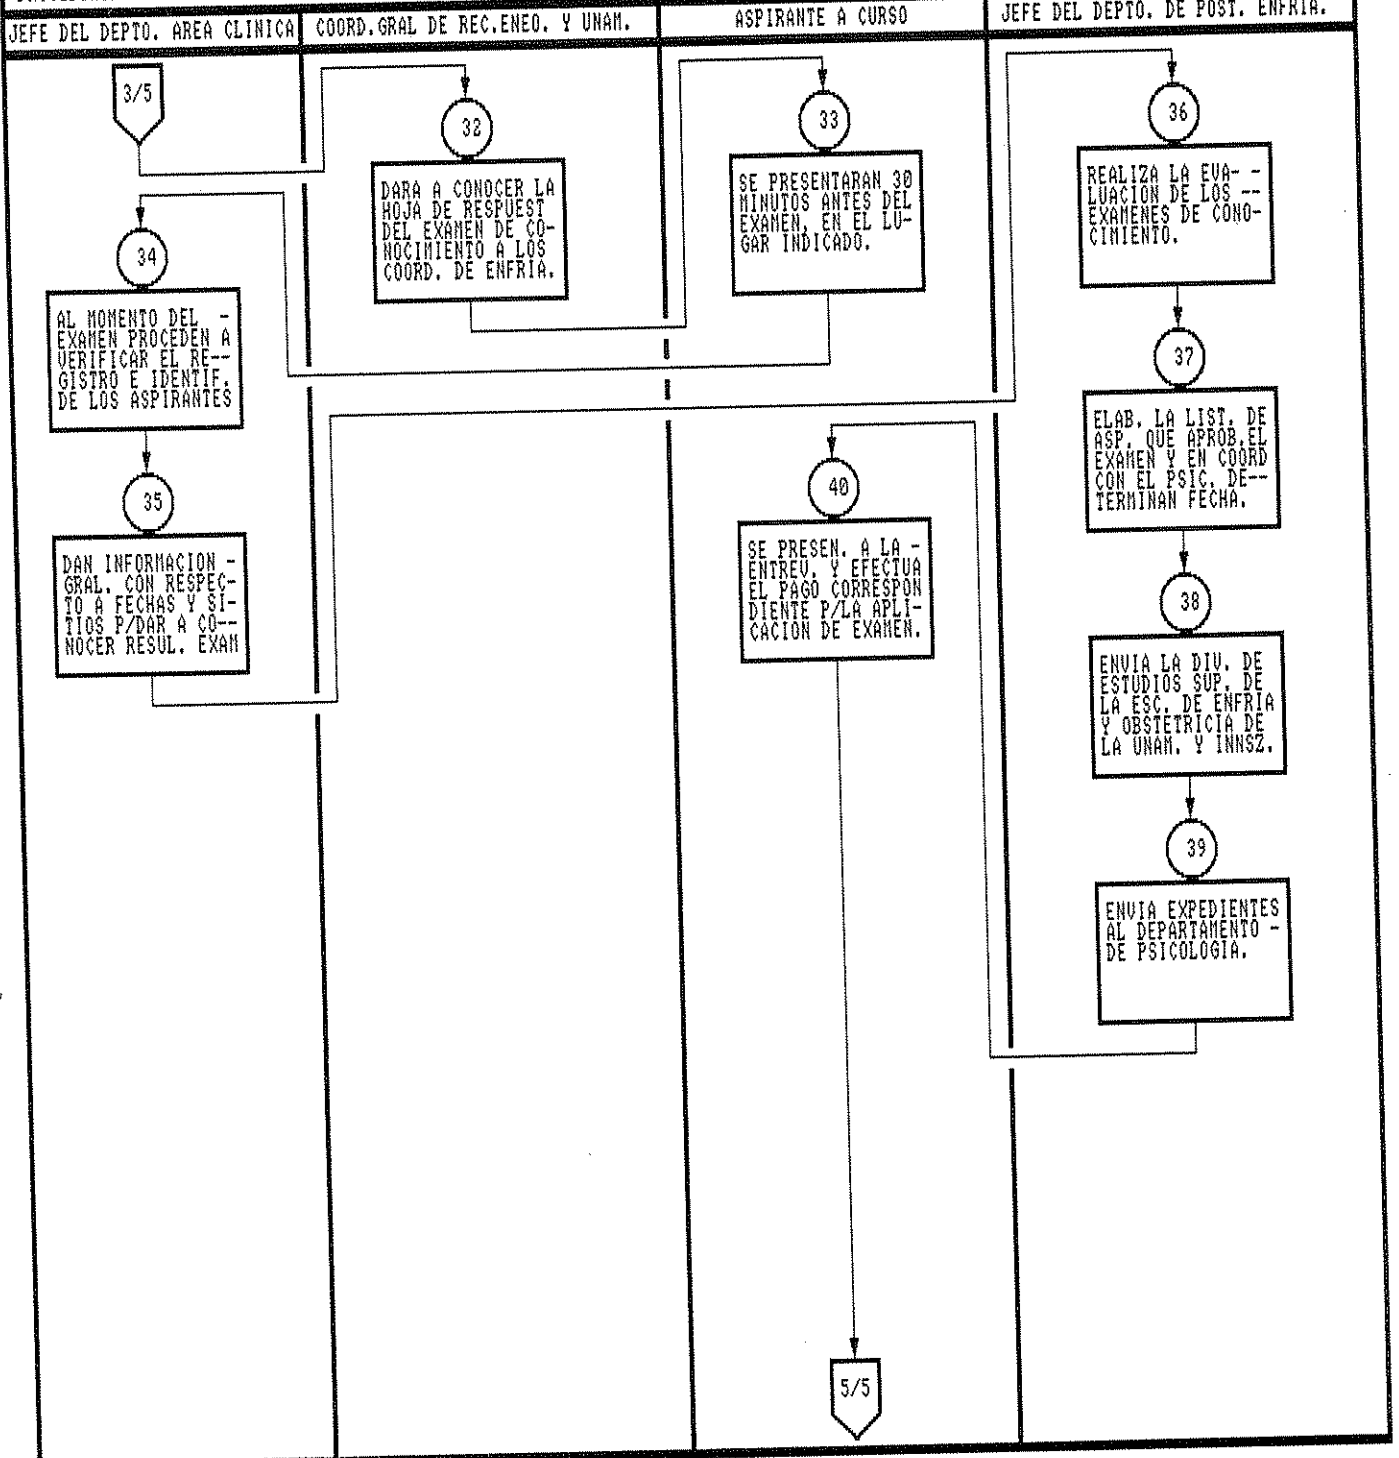 JEFE DEL DEPTO. AREA CLINICA
COORD.GRAL DE REC.ENEO. Y UNAM.
ASPIRANTE A CURSO
JEFE DEL DEPTO. DE POST. ENFRIA.
3/5
32
DARA A CONOCER LA
HOJA DE RESPUEST
DEL EXAMEN DE CO-
NOCIMIENTO A LOS
COORD. DE ENFRIA.
33
SE PRESENTARAN 30
MINUTOS ANTES DEL
EXAMEN, EN EL LU-
GAR INDICADO.
34
AL MOMENTO DEL -
EXAMEN PROCEDEN A
VERIFICAR EL RE--
GISTRO E IDENTIF.
DE LOS ASPIRANTES
35
DAN INFORMACION -
GRAL. CON RESPEC-
TO A FECHAS Y SI-
TIOS P/DAR A CO--
NOCER RESUL. EXAM
36
REALIZA LA EVA- -
LUACION DE LOS --
EXAMENES DE CONO-
CIMIENTO.
37
ELAB. LA LIST. DE
ASP. QUE APROB.EL
EXAMEN Y EN COORD
CON EL PSIC. DE--
TERMINAN FECHA.
38
ENVIA LA DIV. DE
ESTUDIOS SUP. DE
LA ESC. DE ENFRIA
Y OBSTETRICIA DE
LA UNAM. Y INNSZ.
39
ENVIA EXPEDIENTES
AL DEPARTAMENTO -
DE PSICOLOGIA.
40
SE PRESEN. A LA -
ENTREV. Y EFECTUA
EL PAGO CORRESPON
DIENTE P/LA APLI-
CACION DE EXAMEN.
5/5